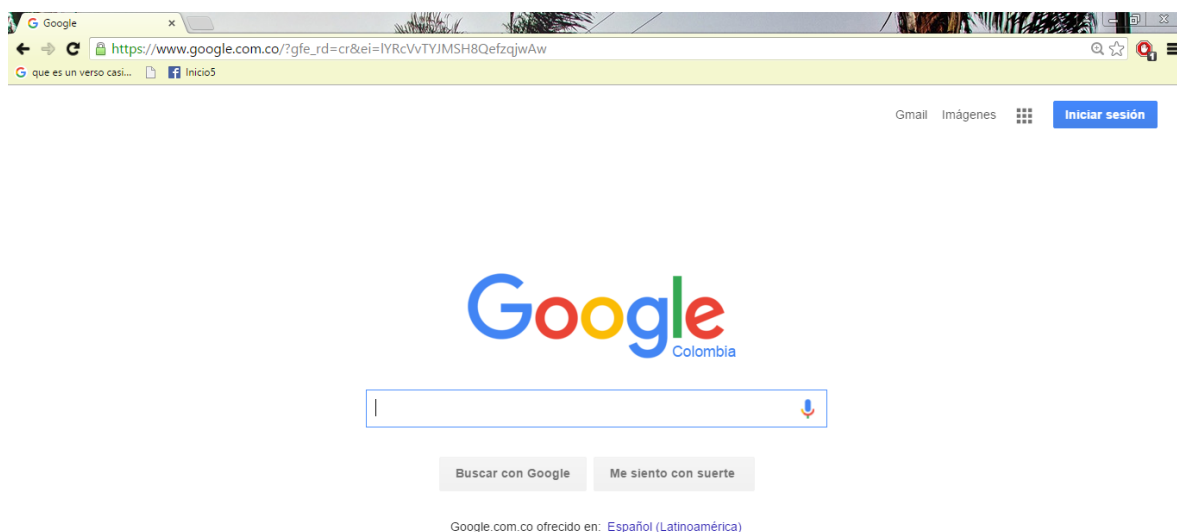 Google
https://www.google.com.co/?gfe_rd=cr&ei=lYRcVvTYJMSH8QefzqjwAw
que es un verso casi... Inicio5
Gmail Imágenes Iniciar sesión
Google
Colombia
Buscar con Google Me siento con suerte
Google.com.co ofrecido en: Español (Latinoamérica)